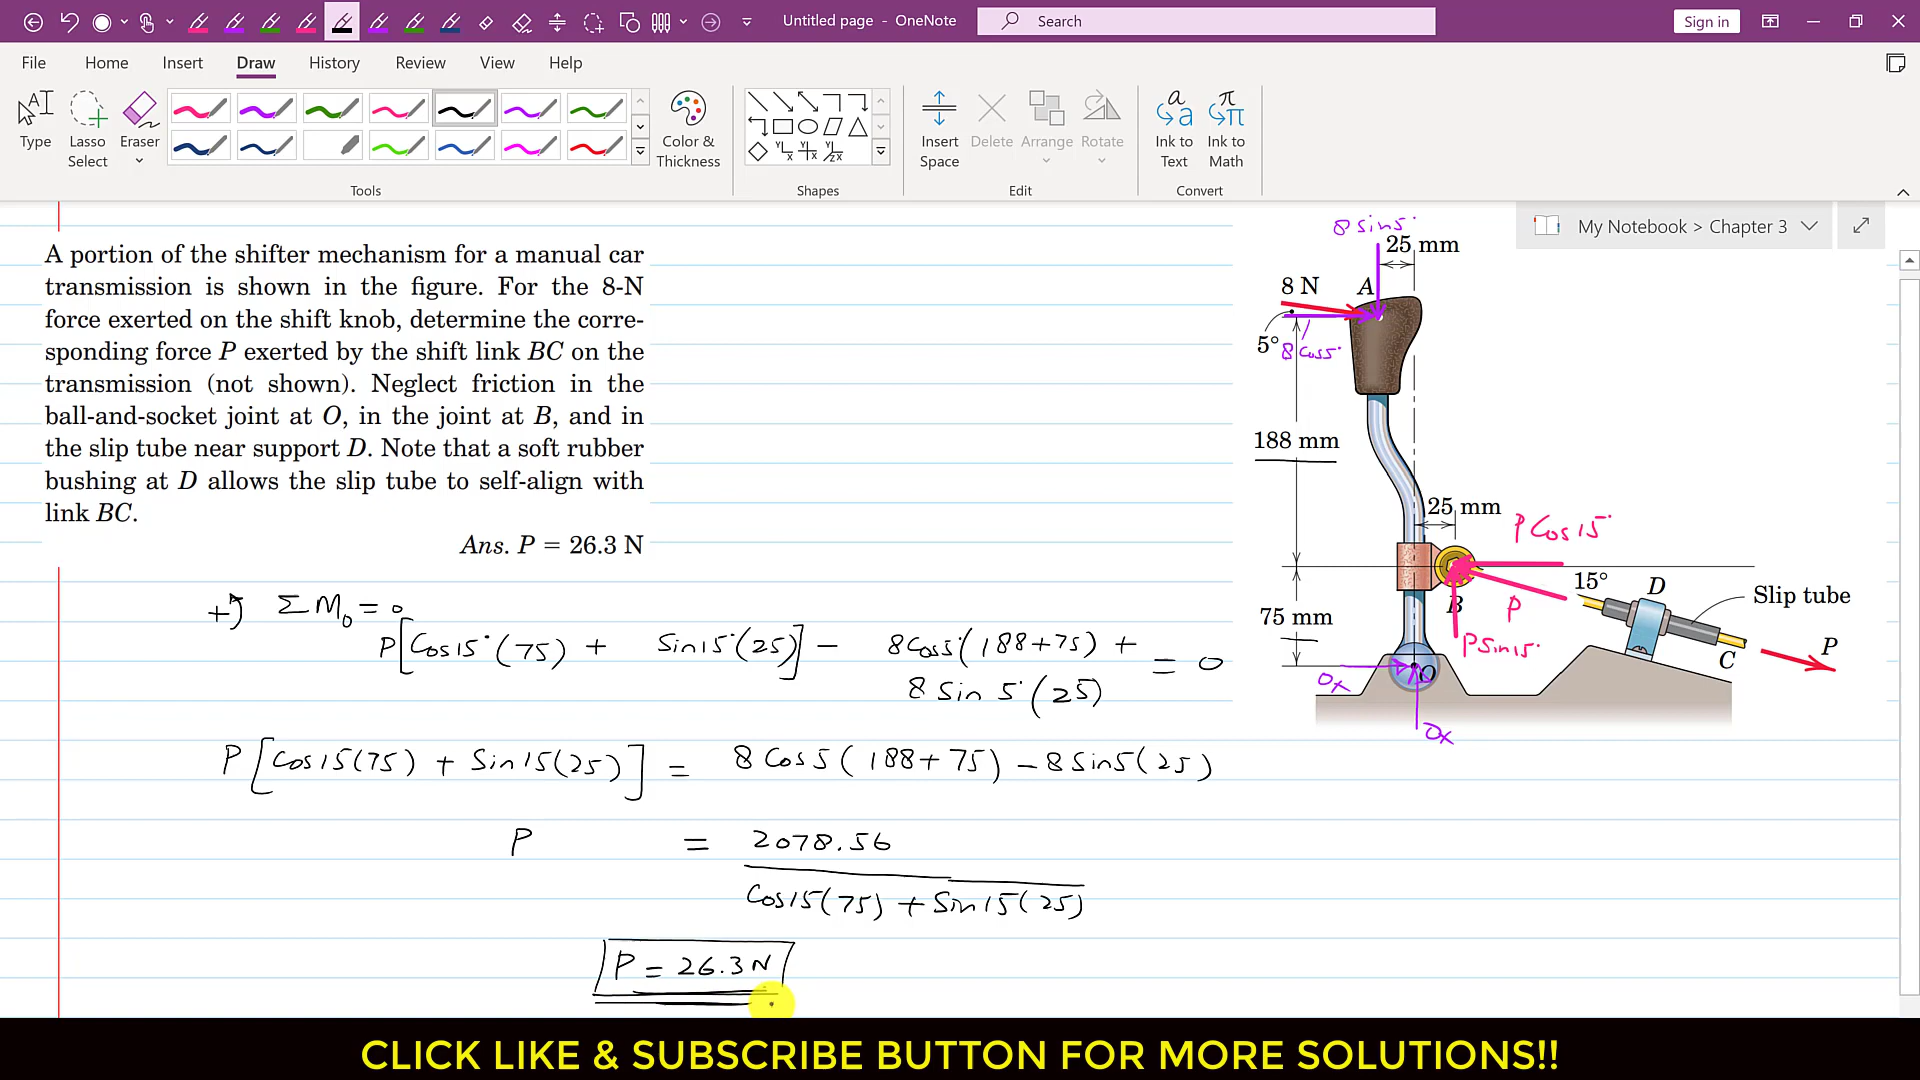 Untitled page - OneNote
Search
Sign in
File Home Insert Draw History Review View Help
Type
Lasso Select
Eraser
Color & Thickness
Insert Space
Delete
Arrange
Rotate
Ink to Text
Ink to Math
Tools
Shapes
Edit
Convert
My Notebook > Chapter 3
A portion of the shifter mechanism for a manual car
transmission is shown in the figure. For the 8-N
force exerted on the shift knob, determine the corre-
sponding force P exerted by the shift link BC on the
transmission (not shown). Neglect friction in the
ball-and-socket joint at O, in the joint at B, and in
the slip tube near support D. Note that a soft rubber
bushing at D allows the slip tube to self-align with
link BC.
Ans. P = 26.3 N
+↺ ΣM₀ = 0
P[Cos15°(75) + Sin15°(25)] - 8Cos5°(188+75) +
8 Sin 5°(25) = 0
P[Cos15(75) + Sin15(25)] = 8 Cos5(188+75) - 8Sin5(25)
P = 2078.56
Cos15(75) + Sin15(25)
P = 26.3 N
8 sin5°
25 mm
8 N
A
5°
8 Cos5°
188 mm
25 mm
P Cos 15°
15°
D
B
P
Slip tube
75 mm
P Sin15°
C
P
O
Ox
Ox
CLICK LIKE & SUBSCRIBE BUTTON FOR MORE SOLUTIONS!!